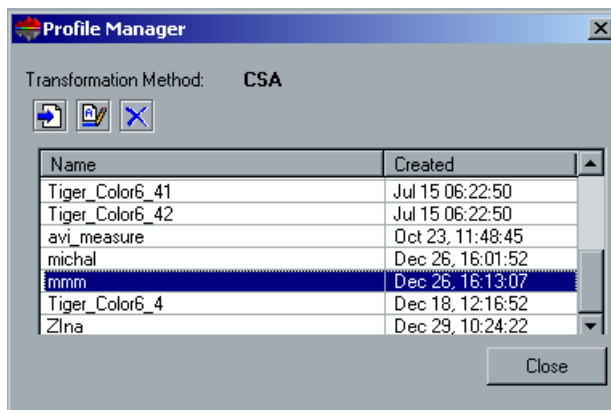 Profile Manager
Transformation Method: CSA
Name Created
Tiger_Color6_41 Jul 15 06:22:50
Tiger_Color6_42 Jul 15 06:22:50
avi_measure Oct 23, 11:48:45
michal Dec 26, 16:01:52
mmm Dec 26, 16:13:07
Tiger_Color6_4 Dec 18, 12:16:52
ZIna Dec 29, 10:24:22
Close